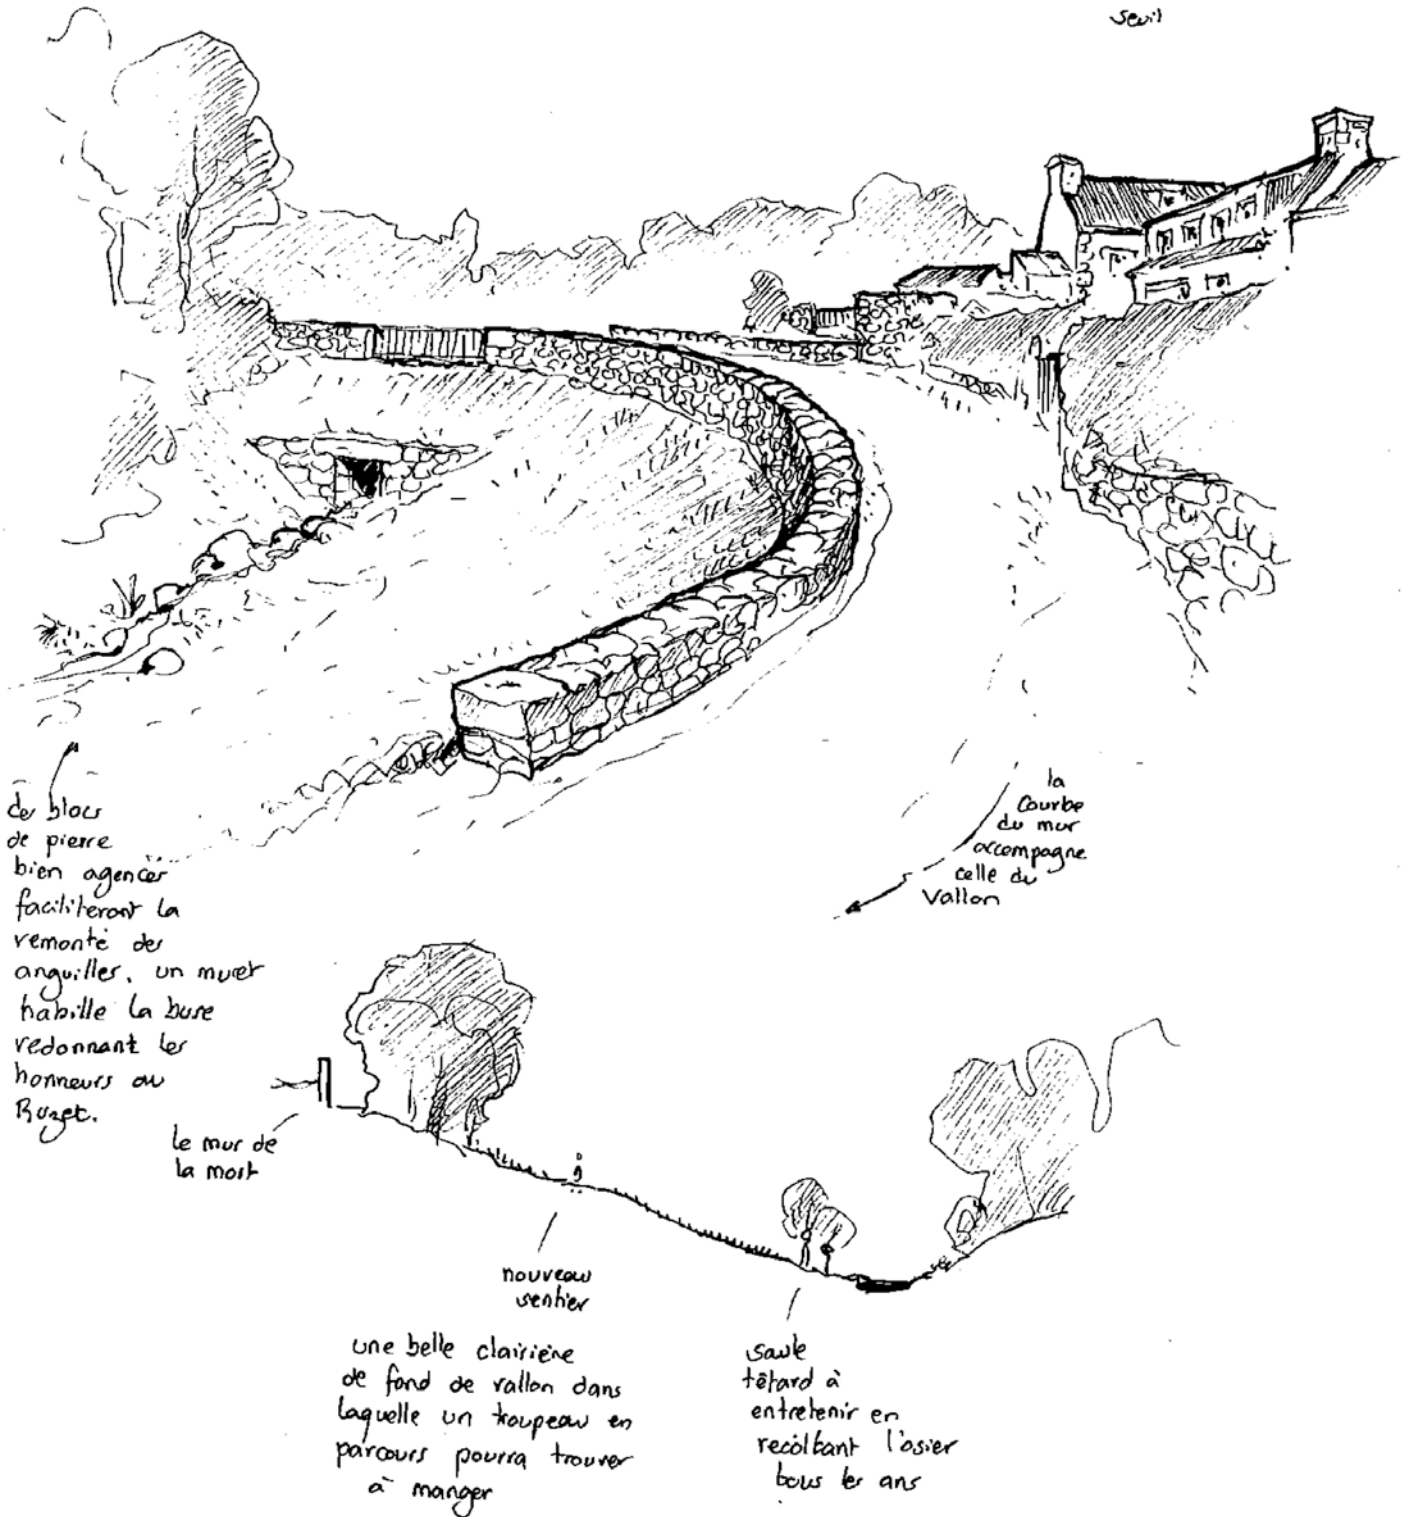 seuil
la
Courbe
du mur
accompagne
celle du
Vallon
des blocs
de pierre
bien agencés
faciliteront la
remonté des
anguilles, un muret
habille la buse
redonnant les
honneurs au
Ruzet.
le mur de
la mort
nouveau
sentier
une belle clairiène
de fond de vallon dans
laquelle un troupeau en
parcours pourra trouver
à manger
saule
têtard à
entretenir en
recoltant l'osier
tous les ans